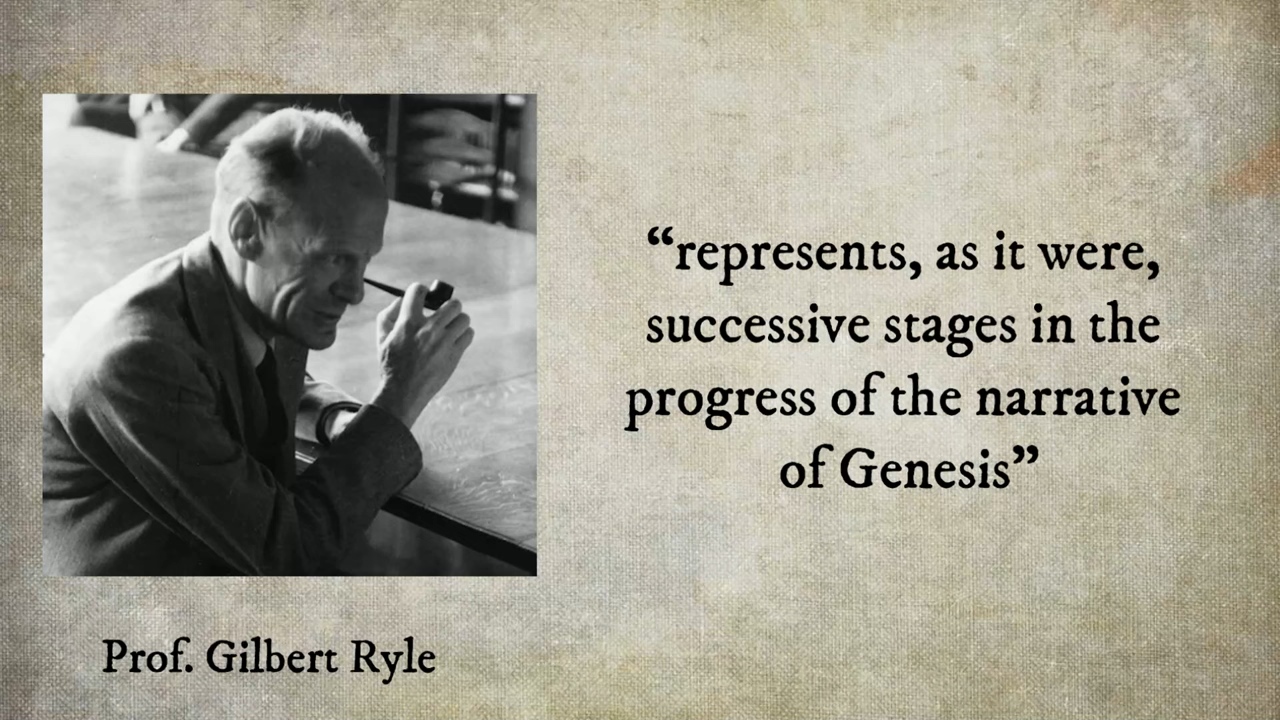 “represents, as it were,
successive stages in the
progress of the narrative
of Genesis”
Prof. Gilbert Ryle